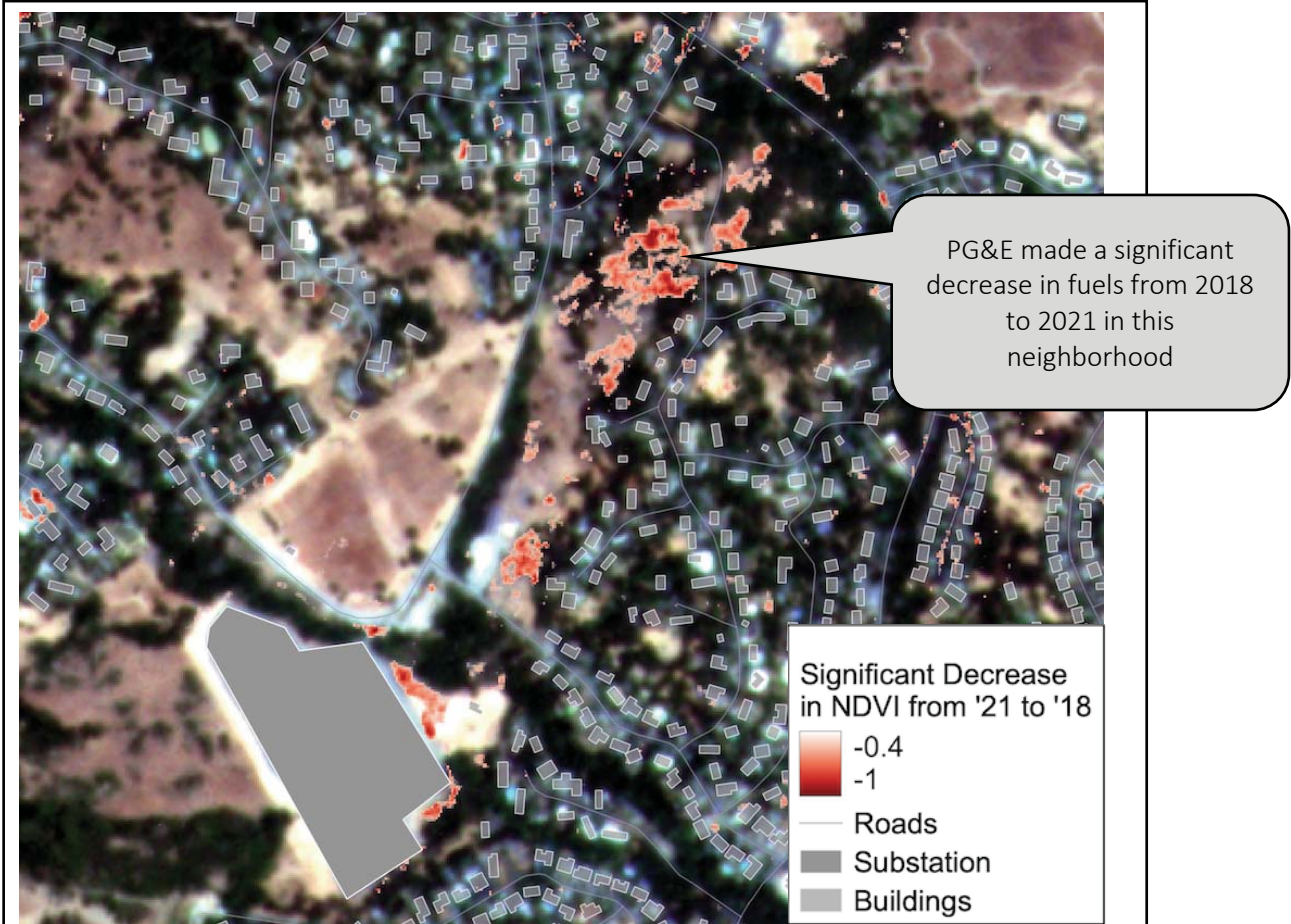 PG&E made a significant
decrease in fuels from 2018
to 2021 in this
neighborhood
Significant Decrease
in NDVI from '21 to '18
-0.4
-1
Roads
Substation
Buildings